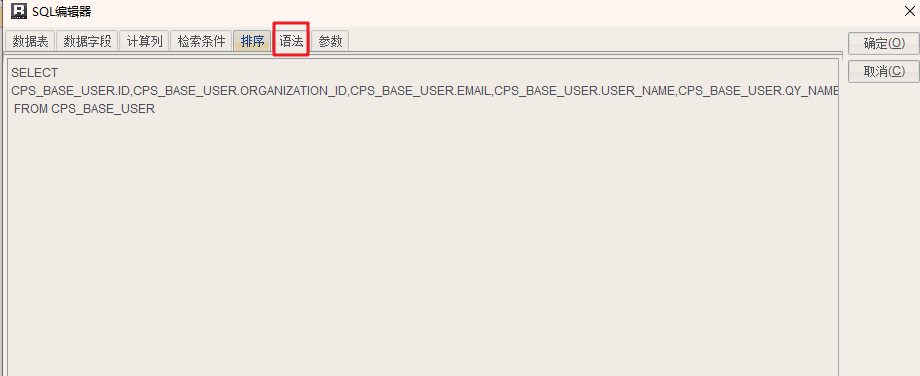 SQL编辑器
数据表 数据字段 计算列 检索条件 排序 语法 参数
确定(O)
取消(C)
SELECT
CPS_BASE_USER.ID,CPS_BASE_USER.ORGANIZATION_ID,CPS_BASE_USER.EMAIL,CPS_BASE_USER.USER_NAME,CPS_BASE_USER.QY_NAME
FROM CPS_BASE_USER